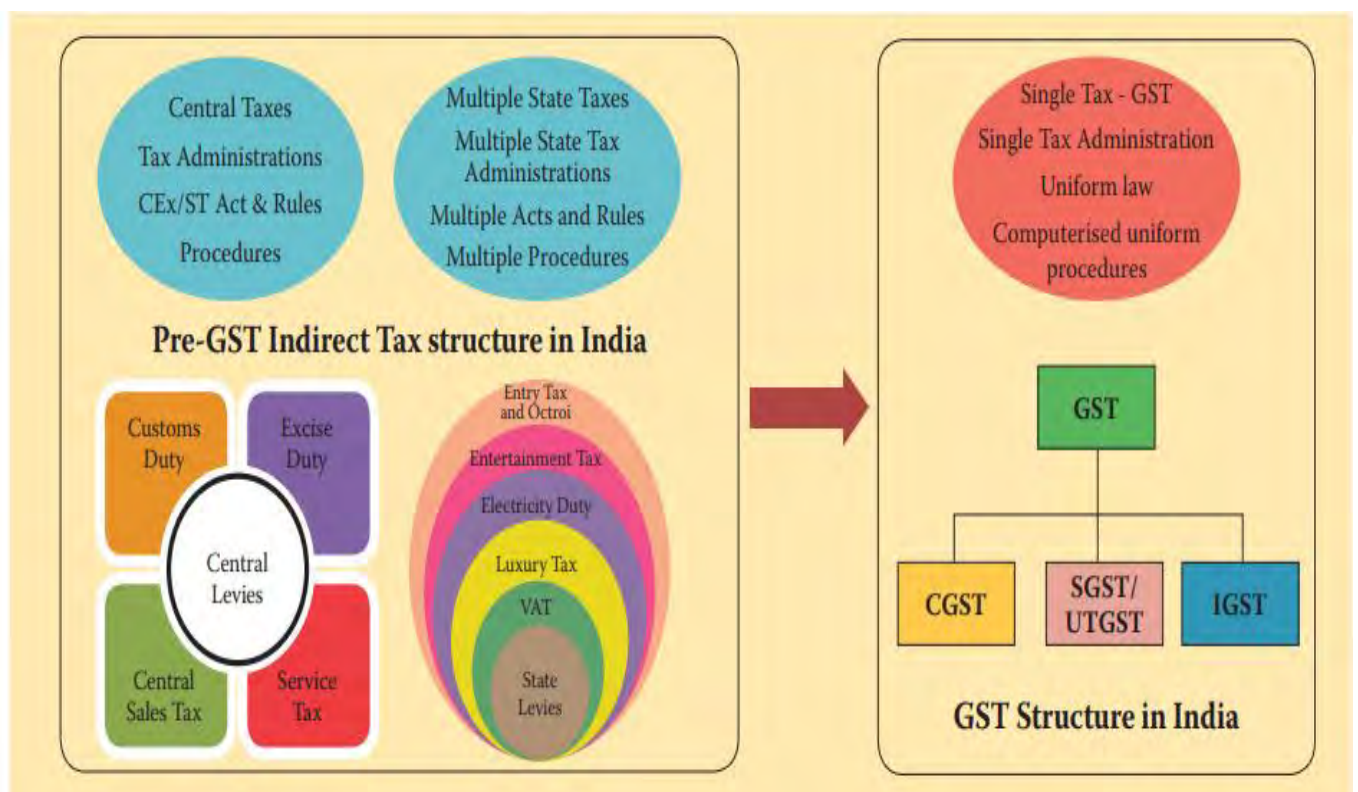 Central Taxes
Tax Administrations
CEx/ST Act & Rules
Procedures
Multiple State Taxes
Multiple State Tax
Administrations
Multiple Acts and Rules
Multiple Procedures
Pre-GST Indirect Tax structure in India
Customs
Duty
Excise
Duty
Central
Levies
Central
Sales Tax
Service
Tax
Entry Tax
and Octroi
Entertainment Tax
Electricity Duty
Luxury Tax
VAT
State
Levies
Single Tax - GST
Single Tax Administration
Uniform law
Computerised uniform
procedures
GST
CGST
SGST/
UTGST
IGST
GST Structure in India